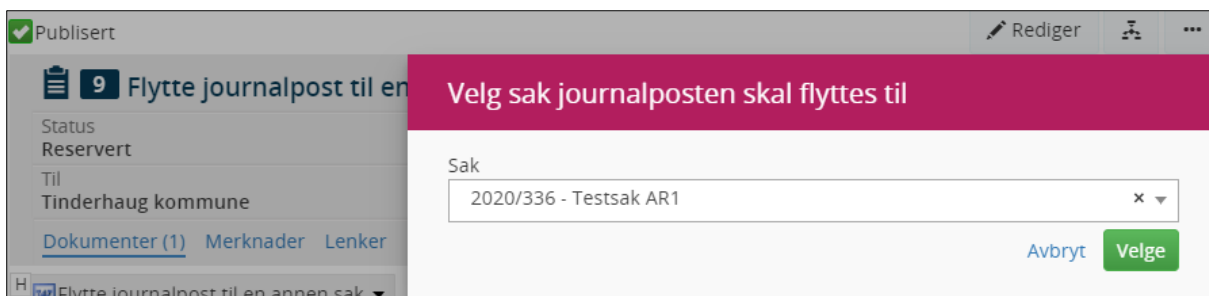 Publisert
Rediger
9 Flytte journalpost til en
Velg sak journalposten skal flyttes til
Status
Reservert
Til
Tinderhaug kommune
Dokumenter (1) Merknader Lenker
Sak
2020/336 - Testsak AR1
Avbryt Velge
H
Flytte journalpost til en annen sak